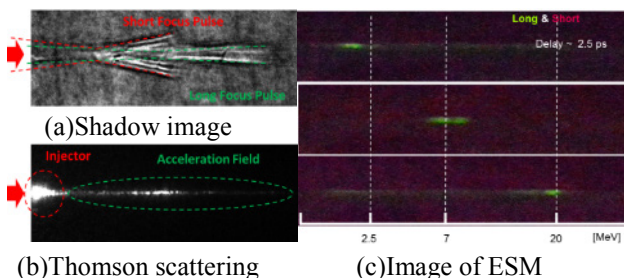 Short Focus Pulse
Long Focus Pulse
(a)Shadow image
Injector
Acceleration Field
(b)Thomson scattering
Long & Short
Delay ~ 2.5 ps
2.5 7 20 [MeV]
(c)Image of ESM